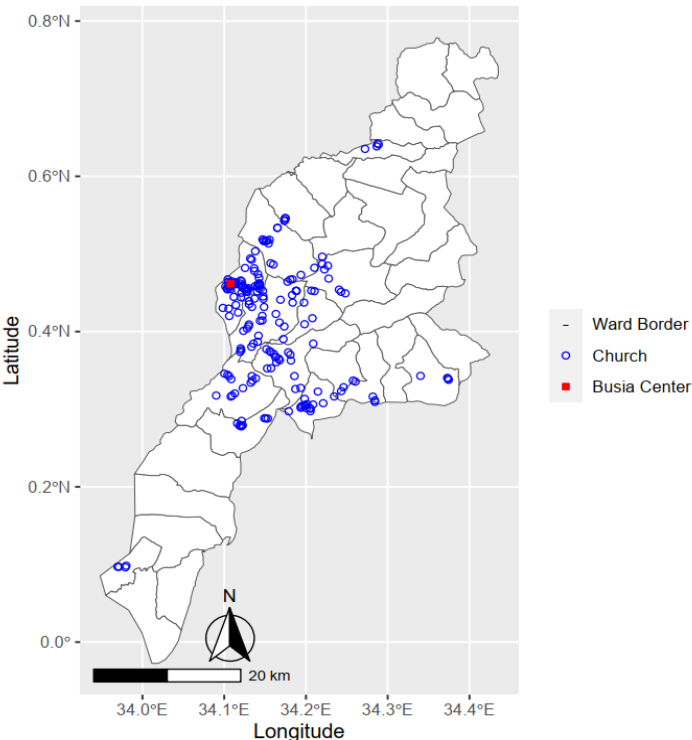 0.8°N
0.6°N
0.4°N
0.2°N
0.0°
Latitude
Ward Border
Church
Busia Center
N
20 km
34.0°E 34.1°E 34.2°E 34.3°E 34.4°E
Longitude